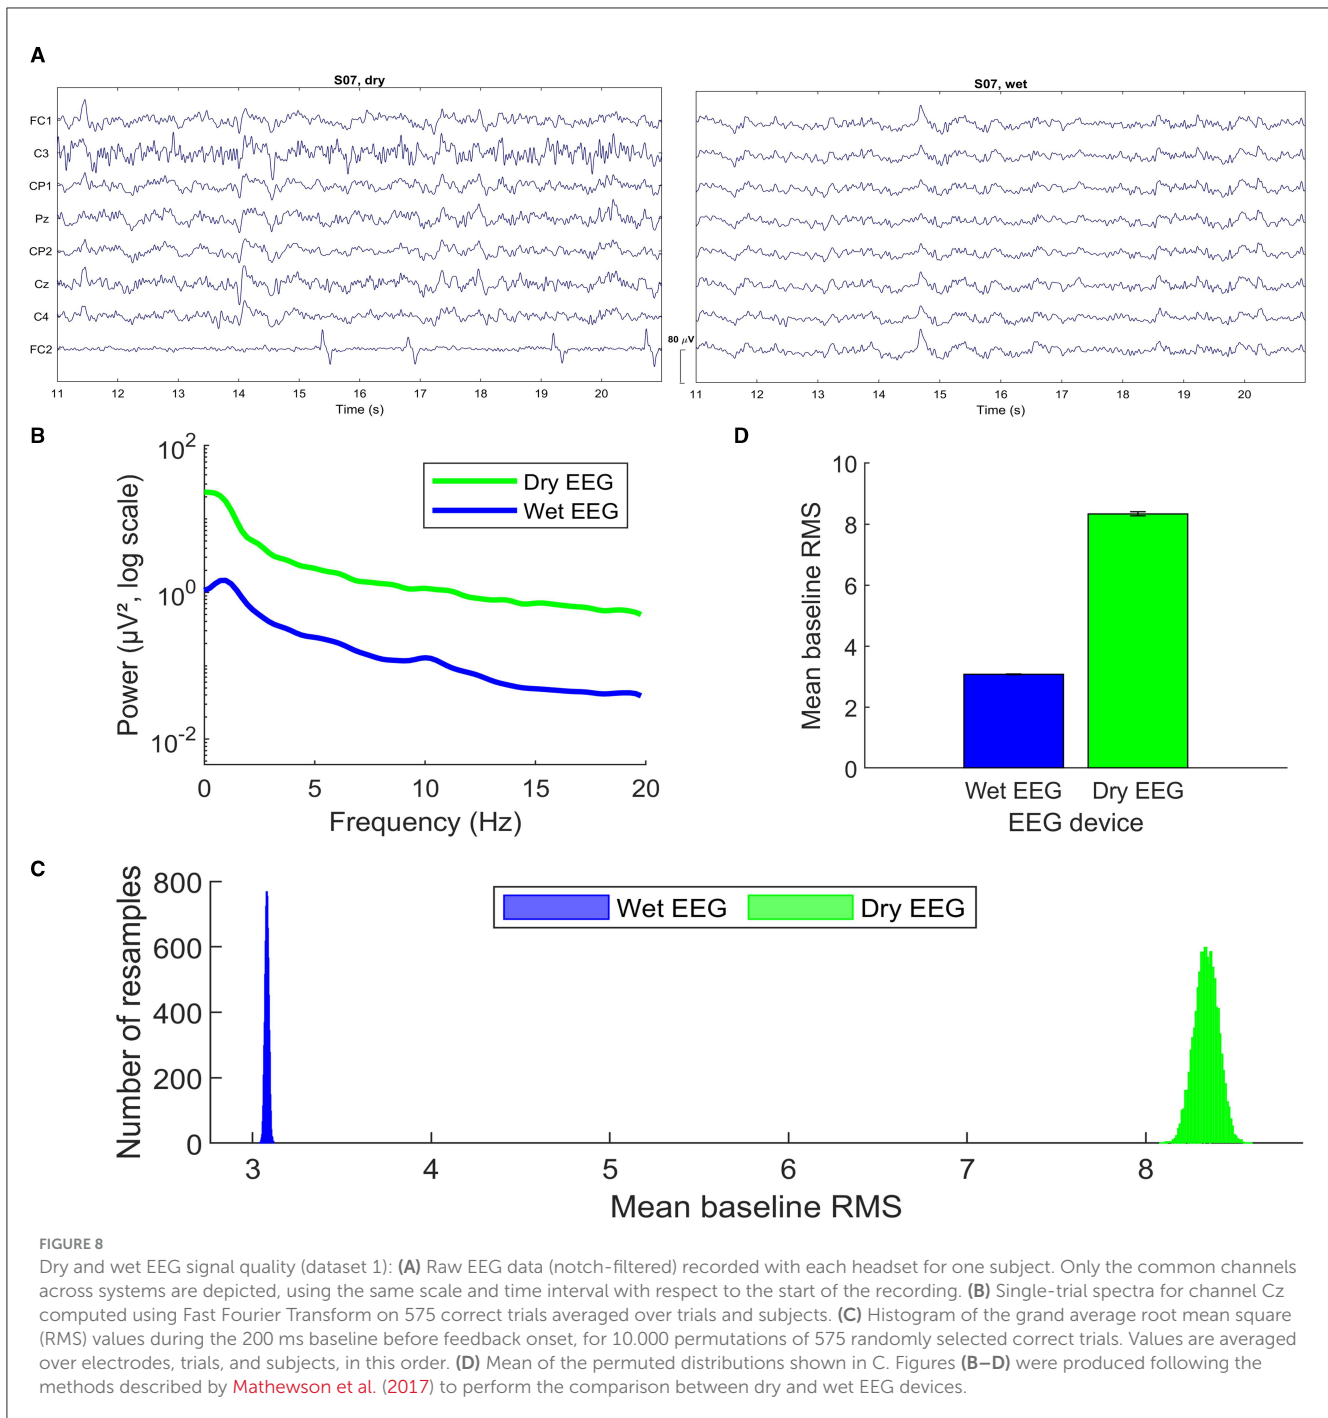 A
S07, dry
S07, wet
FC1
C3
CP1
Pz
CP2
Cz
C4
FC2
80 μV
11 12 13 14 15 16 17 18 19 20
Time (s)
11 12 13 14 15 16 17 18 19 20
Time (s)
B
10²
10⁰
10⁻²
Power (μV², log scale)
Dry EEG
Wet EEG
0 5 10 15 20
Frequency (Hz)
D
10
8
6
4
2
0
Mean baseline RMS
Wet EEG Dry EEG
EEG device
C
800
600
400
200
0
Number of resamples
Wet EEG Dry EEG
3 4 5 6 7 8
Mean baseline RMS
FIGURE 8
Dry and wet EEG signal quality (dataset 1): (A) Raw EEG data (notch-filtered) recorded with each headset for one subject. Only the common channels
across systems are depicted, using the same scale and time interval with respect to the start of the recording. (B) Single-trial spectra for channel Cz
computed using Fast Fourier Transform on 575 correct trials averaged over trials and subjects. (C) Histogram of the grand average root mean square
(RMS) values during the 200 ms baseline before feedback onset, for 10.000 permutations of 575 randomly selected correct trials. Values are averaged
over electrodes, trials, and subjects, in this order. (D) Mean of the permuted distributions shown in C. Figures (B–D) were produced following the
methods described by Mathewson et al. (2017) to perform the comparison between dry and wet EEG devices.